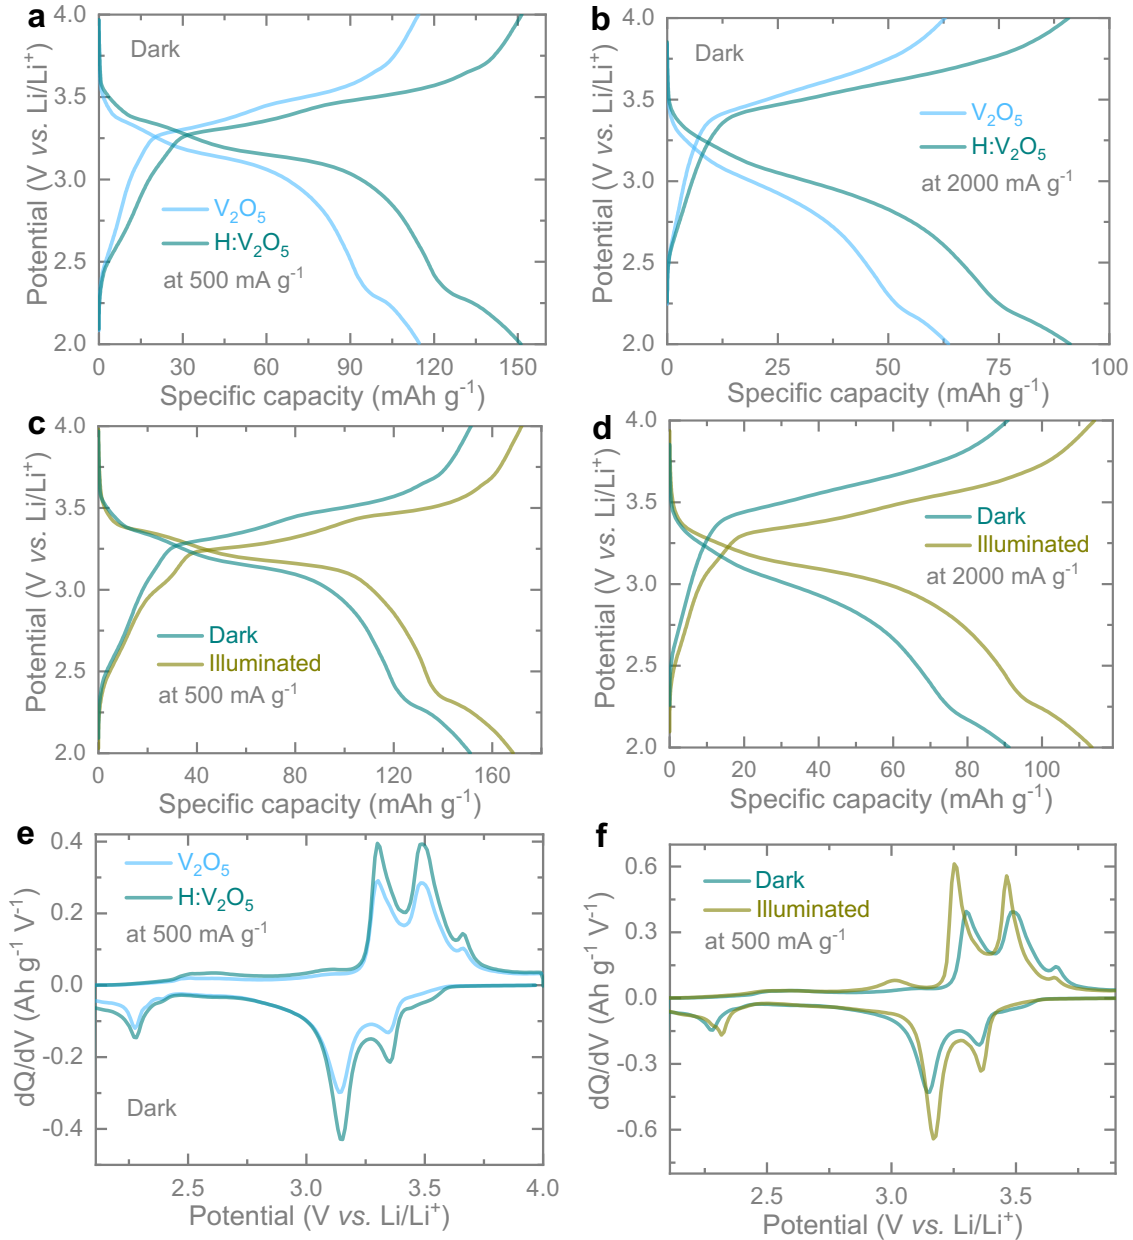 a
Dark
4.0
3.5
3.0
2.5
2.0
Potential (V vs. Li/Li⁺)
V₂O₅
H:V₂O₅
at 500 mA g⁻¹
0 30 60 90 120 150
Specific capacity (mAh g⁻¹)
b
Dark
4.0
3.5
3.0
2.5
2.0
Potential (V vs. Li/Li⁺)
V₂O₅
H:V₂O₅
at 2000 mA g⁻¹
0 25 50 75 100
Specific capacity (mAh g⁻¹)
c
4.0
3.5
3.0
2.5
2.0
Potential (V vs. Li/Li⁺)
Dark
Illuminated
at 500 mA g⁻¹
0 40 80 120 160
Specific capacity (mAh g⁻¹)
d
4.0
3.5
3.0
2.5
2.0
Potential (V vs. Li/Li⁺)
Dark
Illuminated
at 2000 mA g⁻¹
0 20 40 60 80 100
Specific capacity (mAh g⁻¹)
e
0.4
0.2
0.0
-0.2
-0.4
dQ/dV (Ah g⁻¹ V⁻¹)
V₂O₅
H:V₂O₅
at 500 mA g⁻¹
Dark
2.5 3.0 3.5 4.0
Potential (V vs. Li/Li⁺)
f
0.6
0.3
0.0
-0.3
-0.6
dQ/dV (Ah g⁻¹ V⁻¹)
Dark
Illuminated
at 500 mA g⁻¹
2.5 3.0 3.5
Potential (V vs. Li/Li⁺)